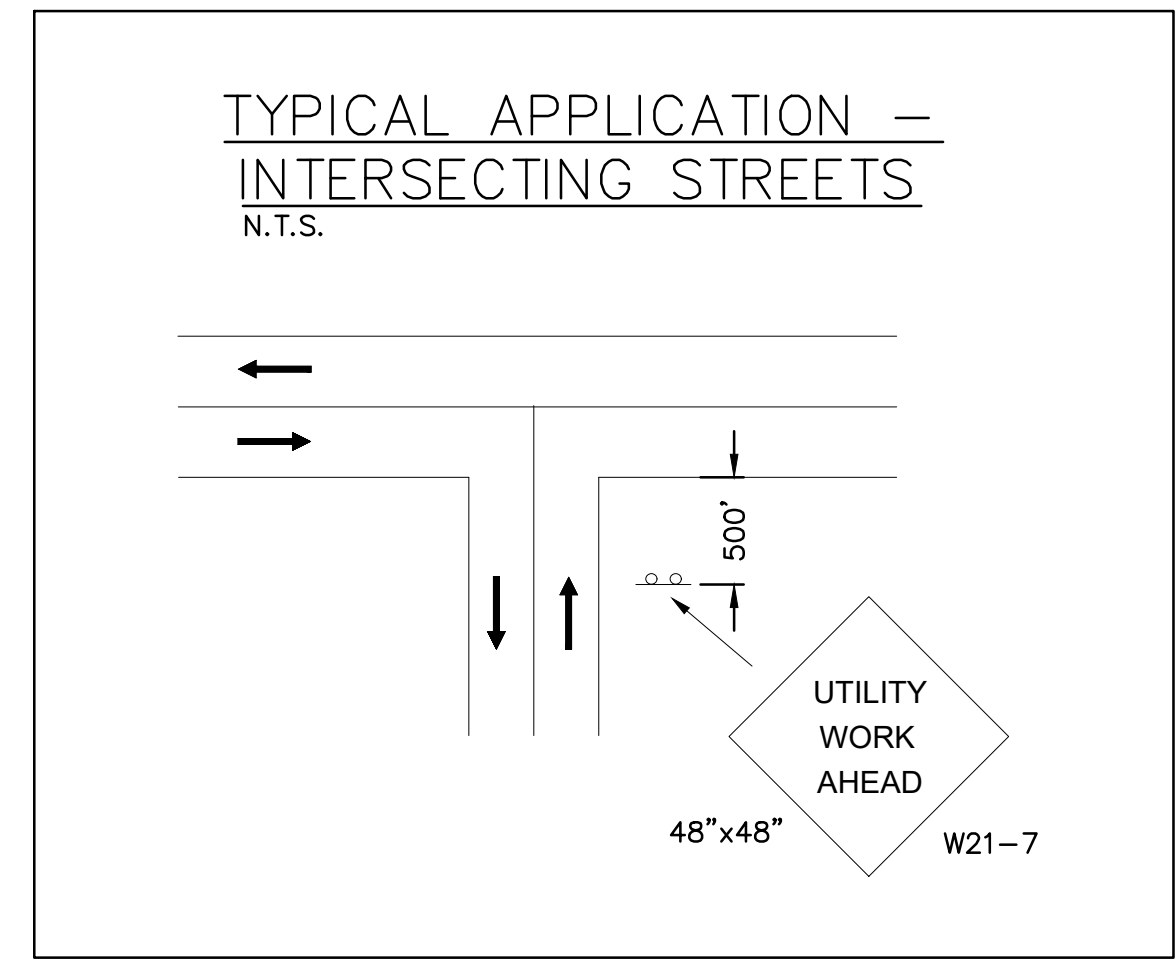 TYPICAL APPLICATION –
INTERSECTING STREETS
N.T.S.
500'
UTILITY
WORK
AHEAD
48"x48"
W21–7